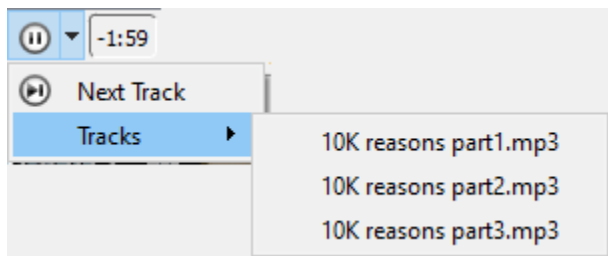 -1:59
Next Track
Tracks
10K reasons part1.mp3
10K reasons part2.mp3
10K reasons part3.mp3